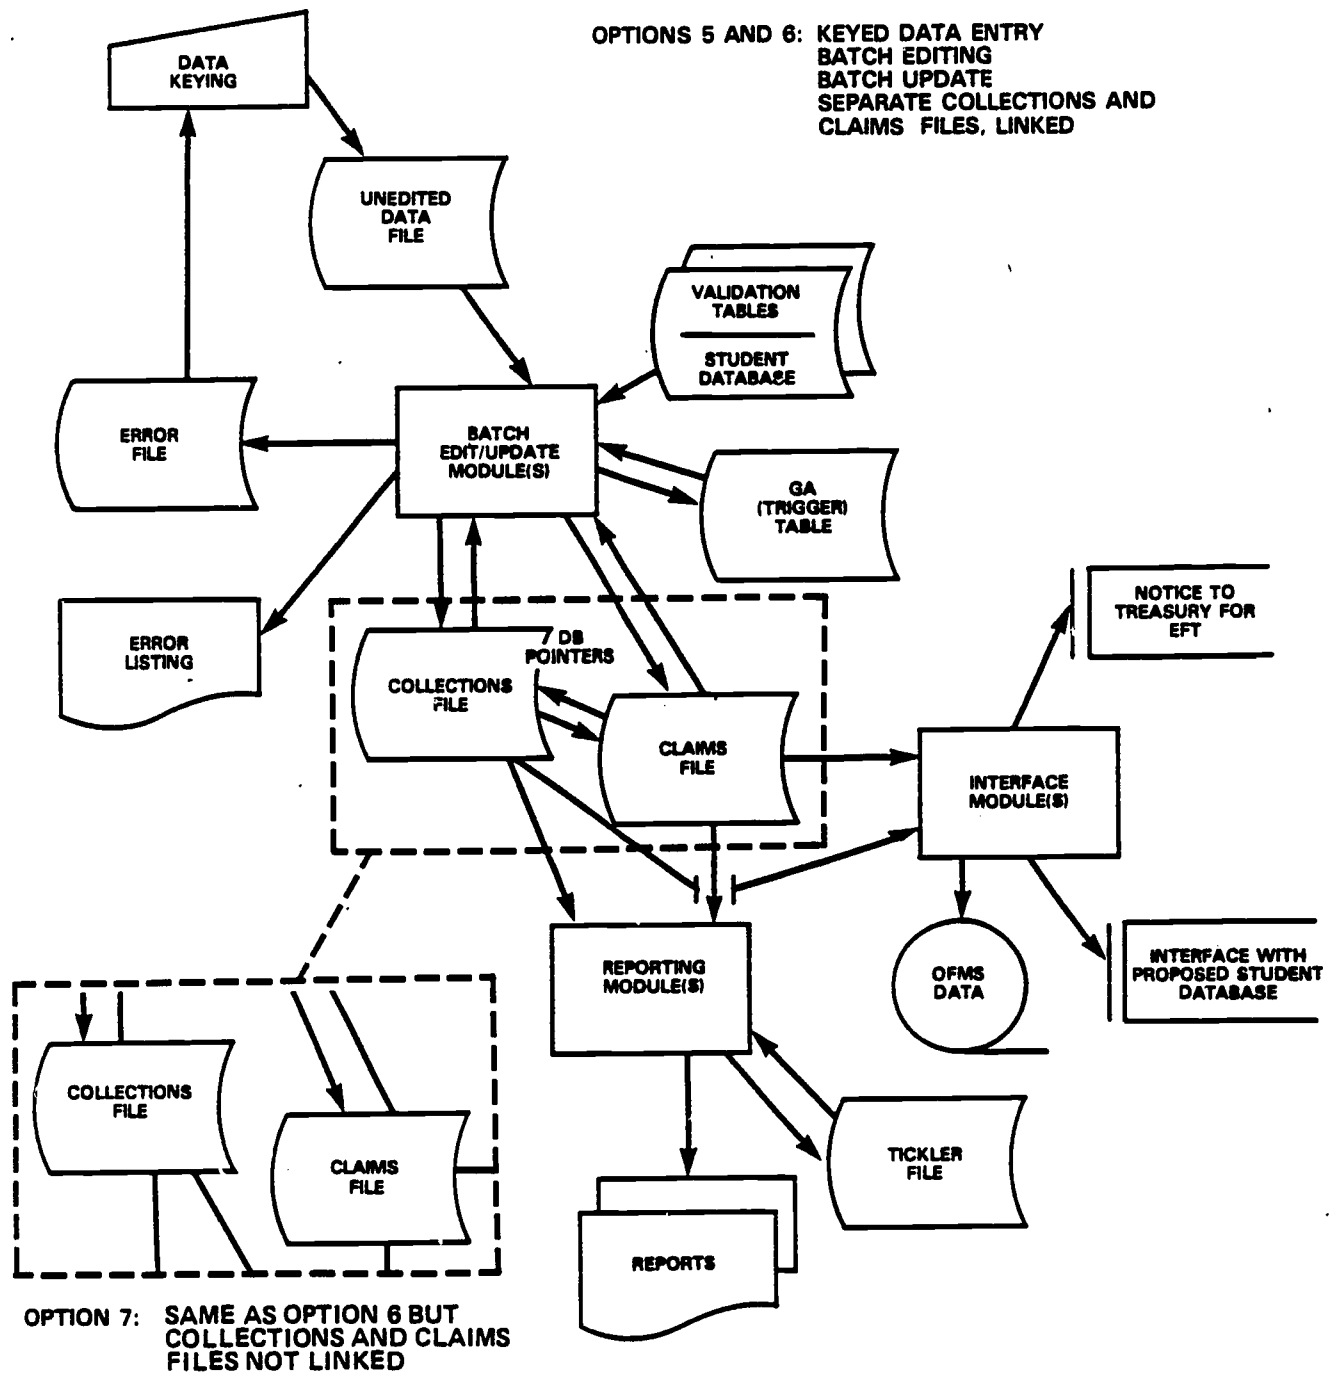 OPTIONS 5 AND 6: KEYED DATA ENTRY
BATCH EDITING
BATCH UPDATE
SEPARATE COLLECTIONS AND
CLAIMS FILES, LINKED
DATA
KEYING
UNEDITED
DATA
FILE
VALIDATION
TABLES
STUDENT
DATABASE
ERROR
FILE
BATCH
EDIT/UPDATE
MODULE(S)
GA
(TRIGGER)
TABLE
ERROR
LISTING
DB
POINTERS
COLLECTIONS
FILE
CLAIMS
FILE
NOTICE TO
TREASURY FOR
EFT
INTERFACE
MODULE(S)
REPORTING
MODULE(S)
OFMS
DATA
INTERFACE WITH
PROPOSED STUDENT
DATABASE
COLLECTIONS
FILE
CLAIMS
FILE
TICKLER
FILE
REPORTS
OPTION 7: SAME AS OPTION 6 BUT
COLLECTIONS AND CLAIMS
FILES NOT LINKED